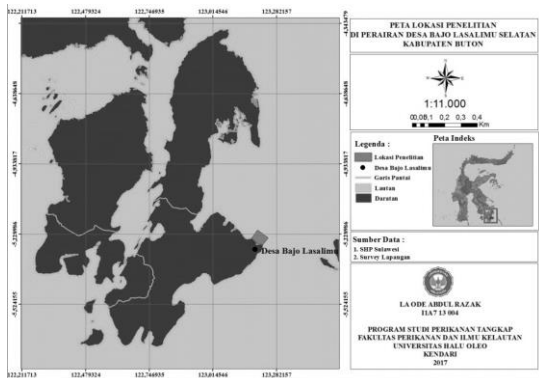 122,211713 122,479324 122,746935 123,014546 123,282157
PETA LOKASI PENELITIAN
DI PERAIRAN DESA BAJO LASALIMU SELATAN
KABUPATEN BUTON
1:11.000
0 0,0 0,1 0,2 0,3 0,4
Km
Legenda :
Lokasi Penelitian
Desa Bajo Lasalimu
Garis Pantai
Lautan
Daratan
Peta Indeks
Desa Bajo Lasalimu
Sumber Data :
1. SHP Sulawesi
2. Survey Lapangan
LA ODE ABDUL RAZAK
I1A7 13 004
PROGRAM STUDI PERIKANAN TANGKAP
FAKULTAS PERIKANAN DAN ILMU KELAUTAN
UNIVERSITAS HALU OLEO
KENDARI
2017
122,211713 122,479324 122,746935 123,014546 123,282157